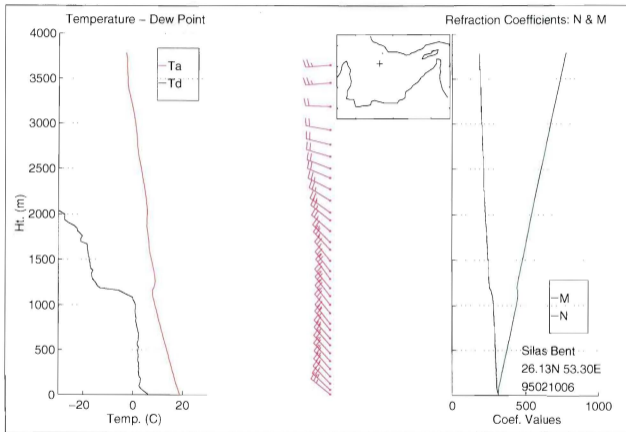 Temperature – Dew Point
Refraction Coefficients: N & M
4000
3500
3000
2500
2000
1500
1000
500
0
Ht. (m)
Ta
Td
−20
0
20
Temp. (C)
M
N
Silas Bent
26.13N 53.30E
95021006
0
500
1000
Coef. Values